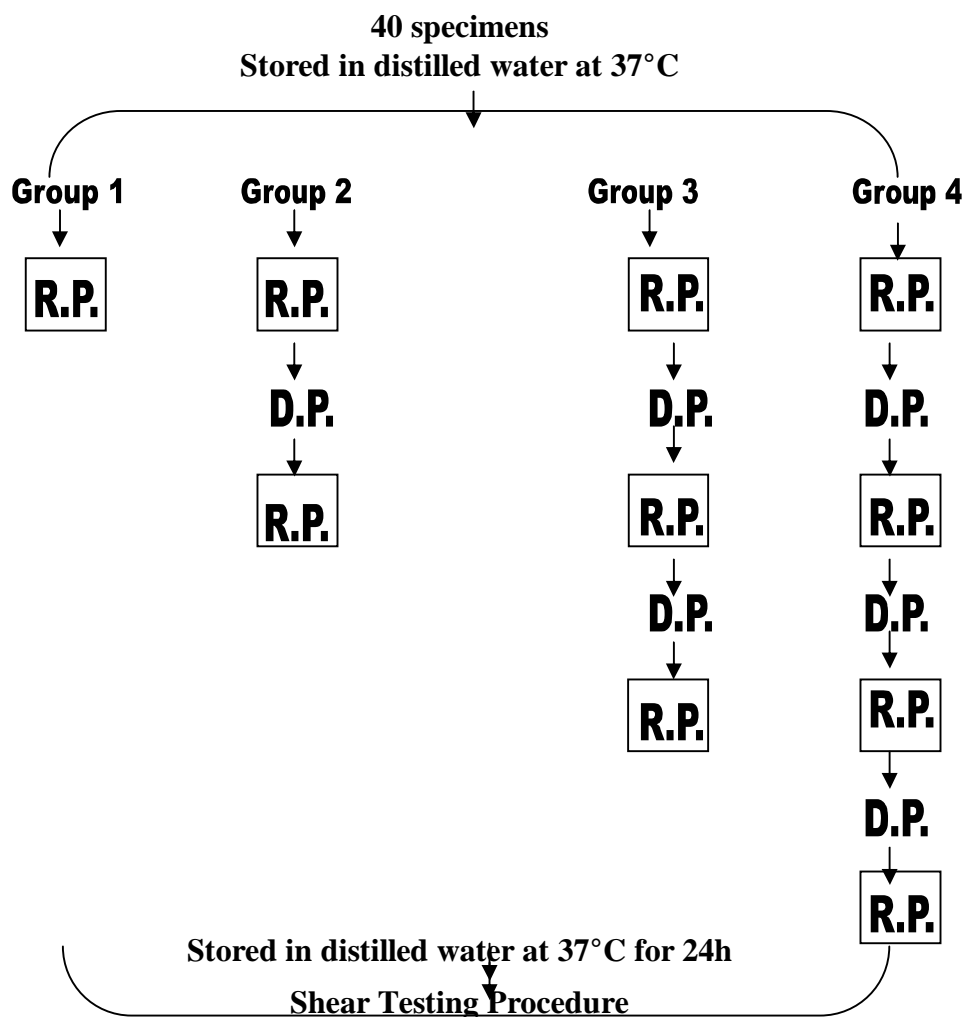 40 specimens
Stored in distilled water at 37°C
Group 1 Group 2 Group 3 Group 4
R.P. R.P. R.P. R.P.
D.P. D.P. D.P.
R.P. R.P. R.P.
D.P. D.P.
R.P. R.P.
D.P.
R.P.
Stored in distilled water at 37°C for 24h
Shear Testing Procedure